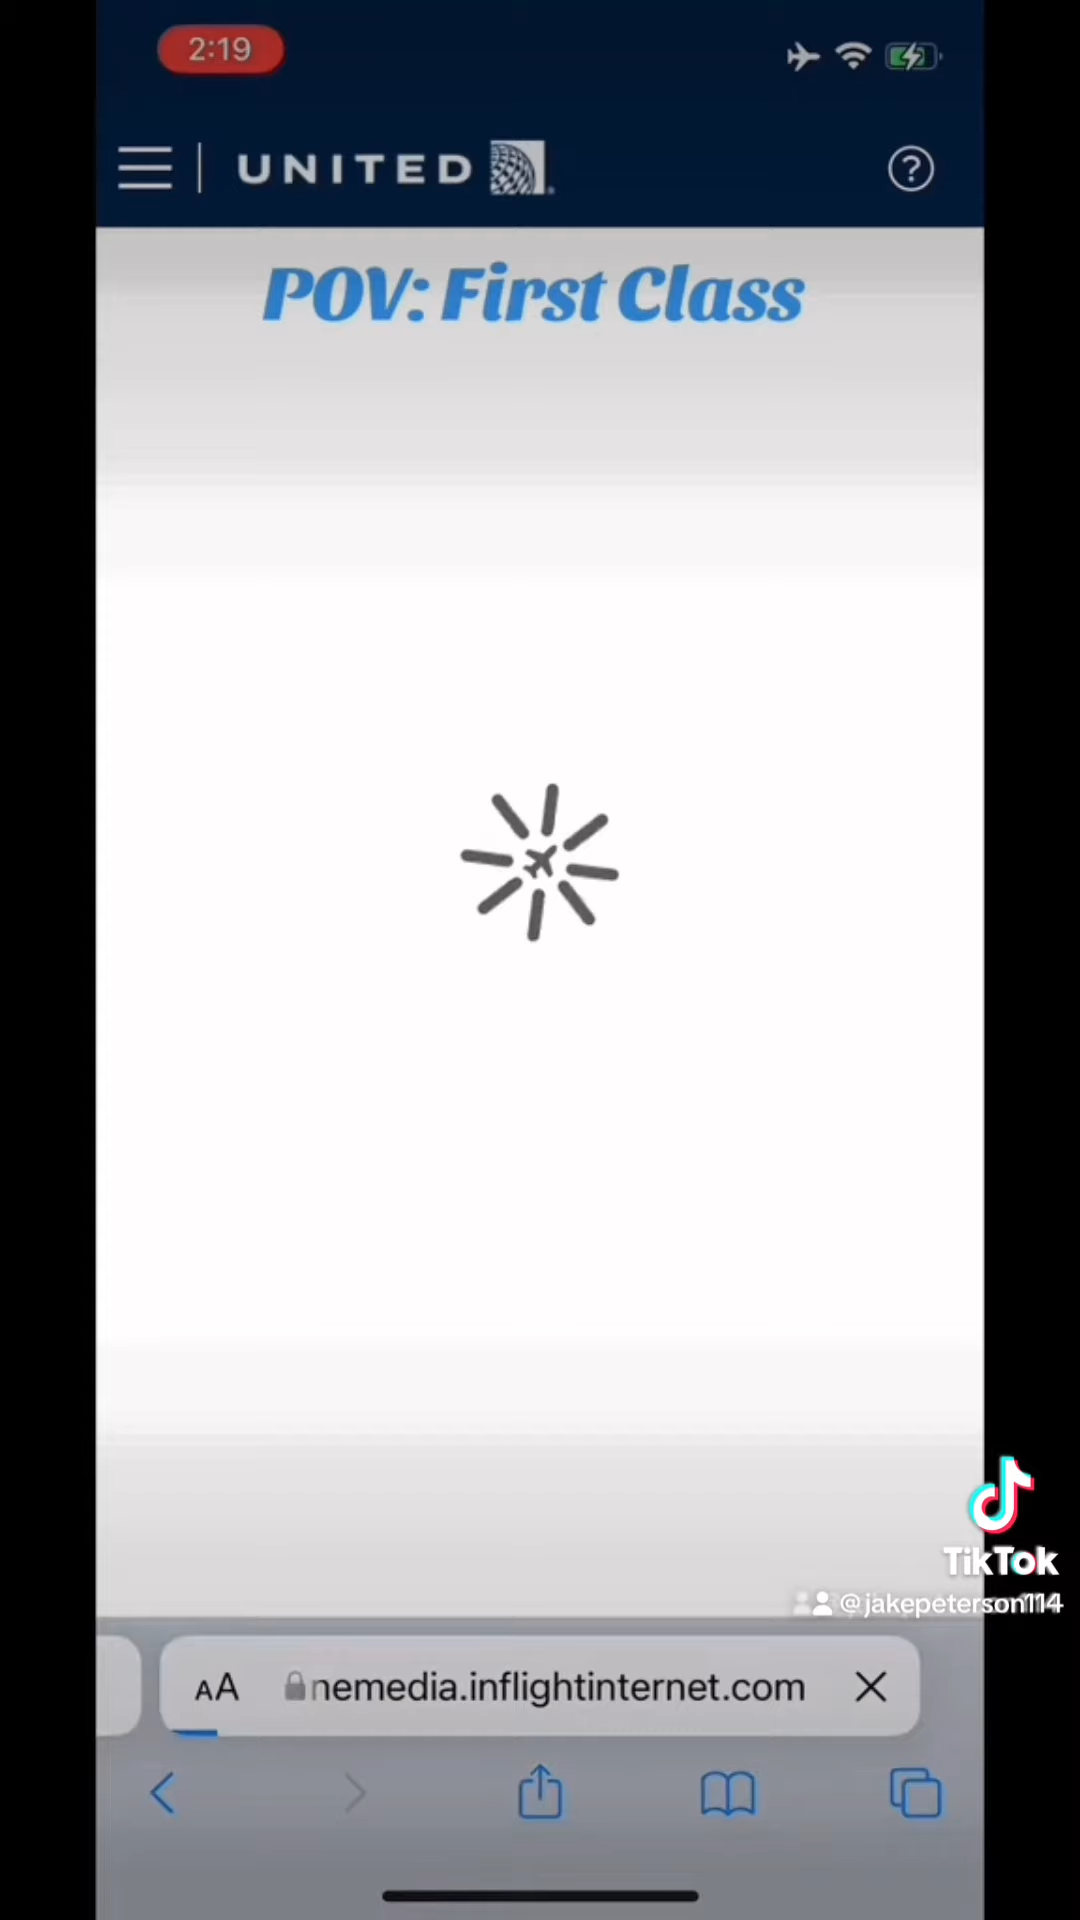 2:19
UNITED
POV: First Class
TikTok
@jakepeterson114
AA nemedia.inflightinternet.com